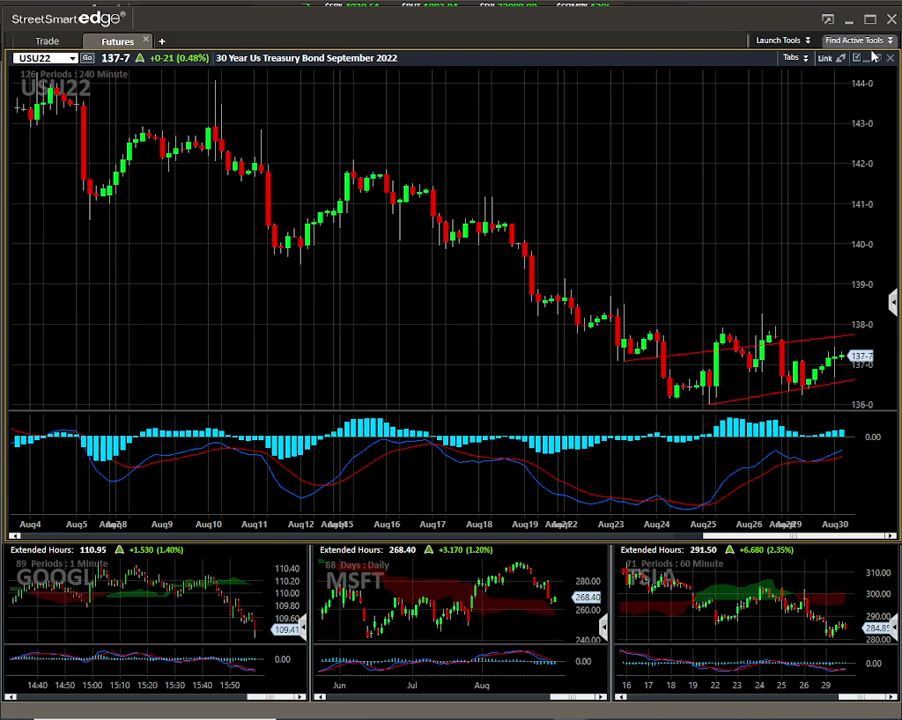 StreetSmart edge®
Trade Futures × + Launch Tools Find Active Tools
USU22 Go 137-7 +0-21 (0.48%) 30 Year Us Treasury Bond September 2022 Tabs Link
126 Periods : 240 Minute
USU22
144-0
143-0
142-0
141-0
140-0
139-0
138-0
137-7
137-0
136-0
0.00
Aug4 Aug5 Aug9 Aug10 Aug11 Aug12 Aug16 Aug17 Aug18 Aug19 Aug23 Aug24 Aug25 Aug26 Aug30
Extended Hours: 110.95 +1.530 (1.40%)
89 Periods : 1 Minute
GOOGL
110.40
110.20
110.00
109.80
109.60
109.41
0.00
14:40 14:50 15:00 15:10 15:20 15:30 15:40 15:50
Extended Hours: 268.40 +3.170 (1.20%)
68 Days : Daily
MSFT
280.00
268.40
260.00
240.00
0.00
Jun Jul Aug
Extended Hours: 291.50 +6.680 (2.35%)
71 Periods : 60 Minute
TSLA
310.00
300.00
290.00
284.85
280.00
0.00
16 17 18 19 22 23 24 25 26 29